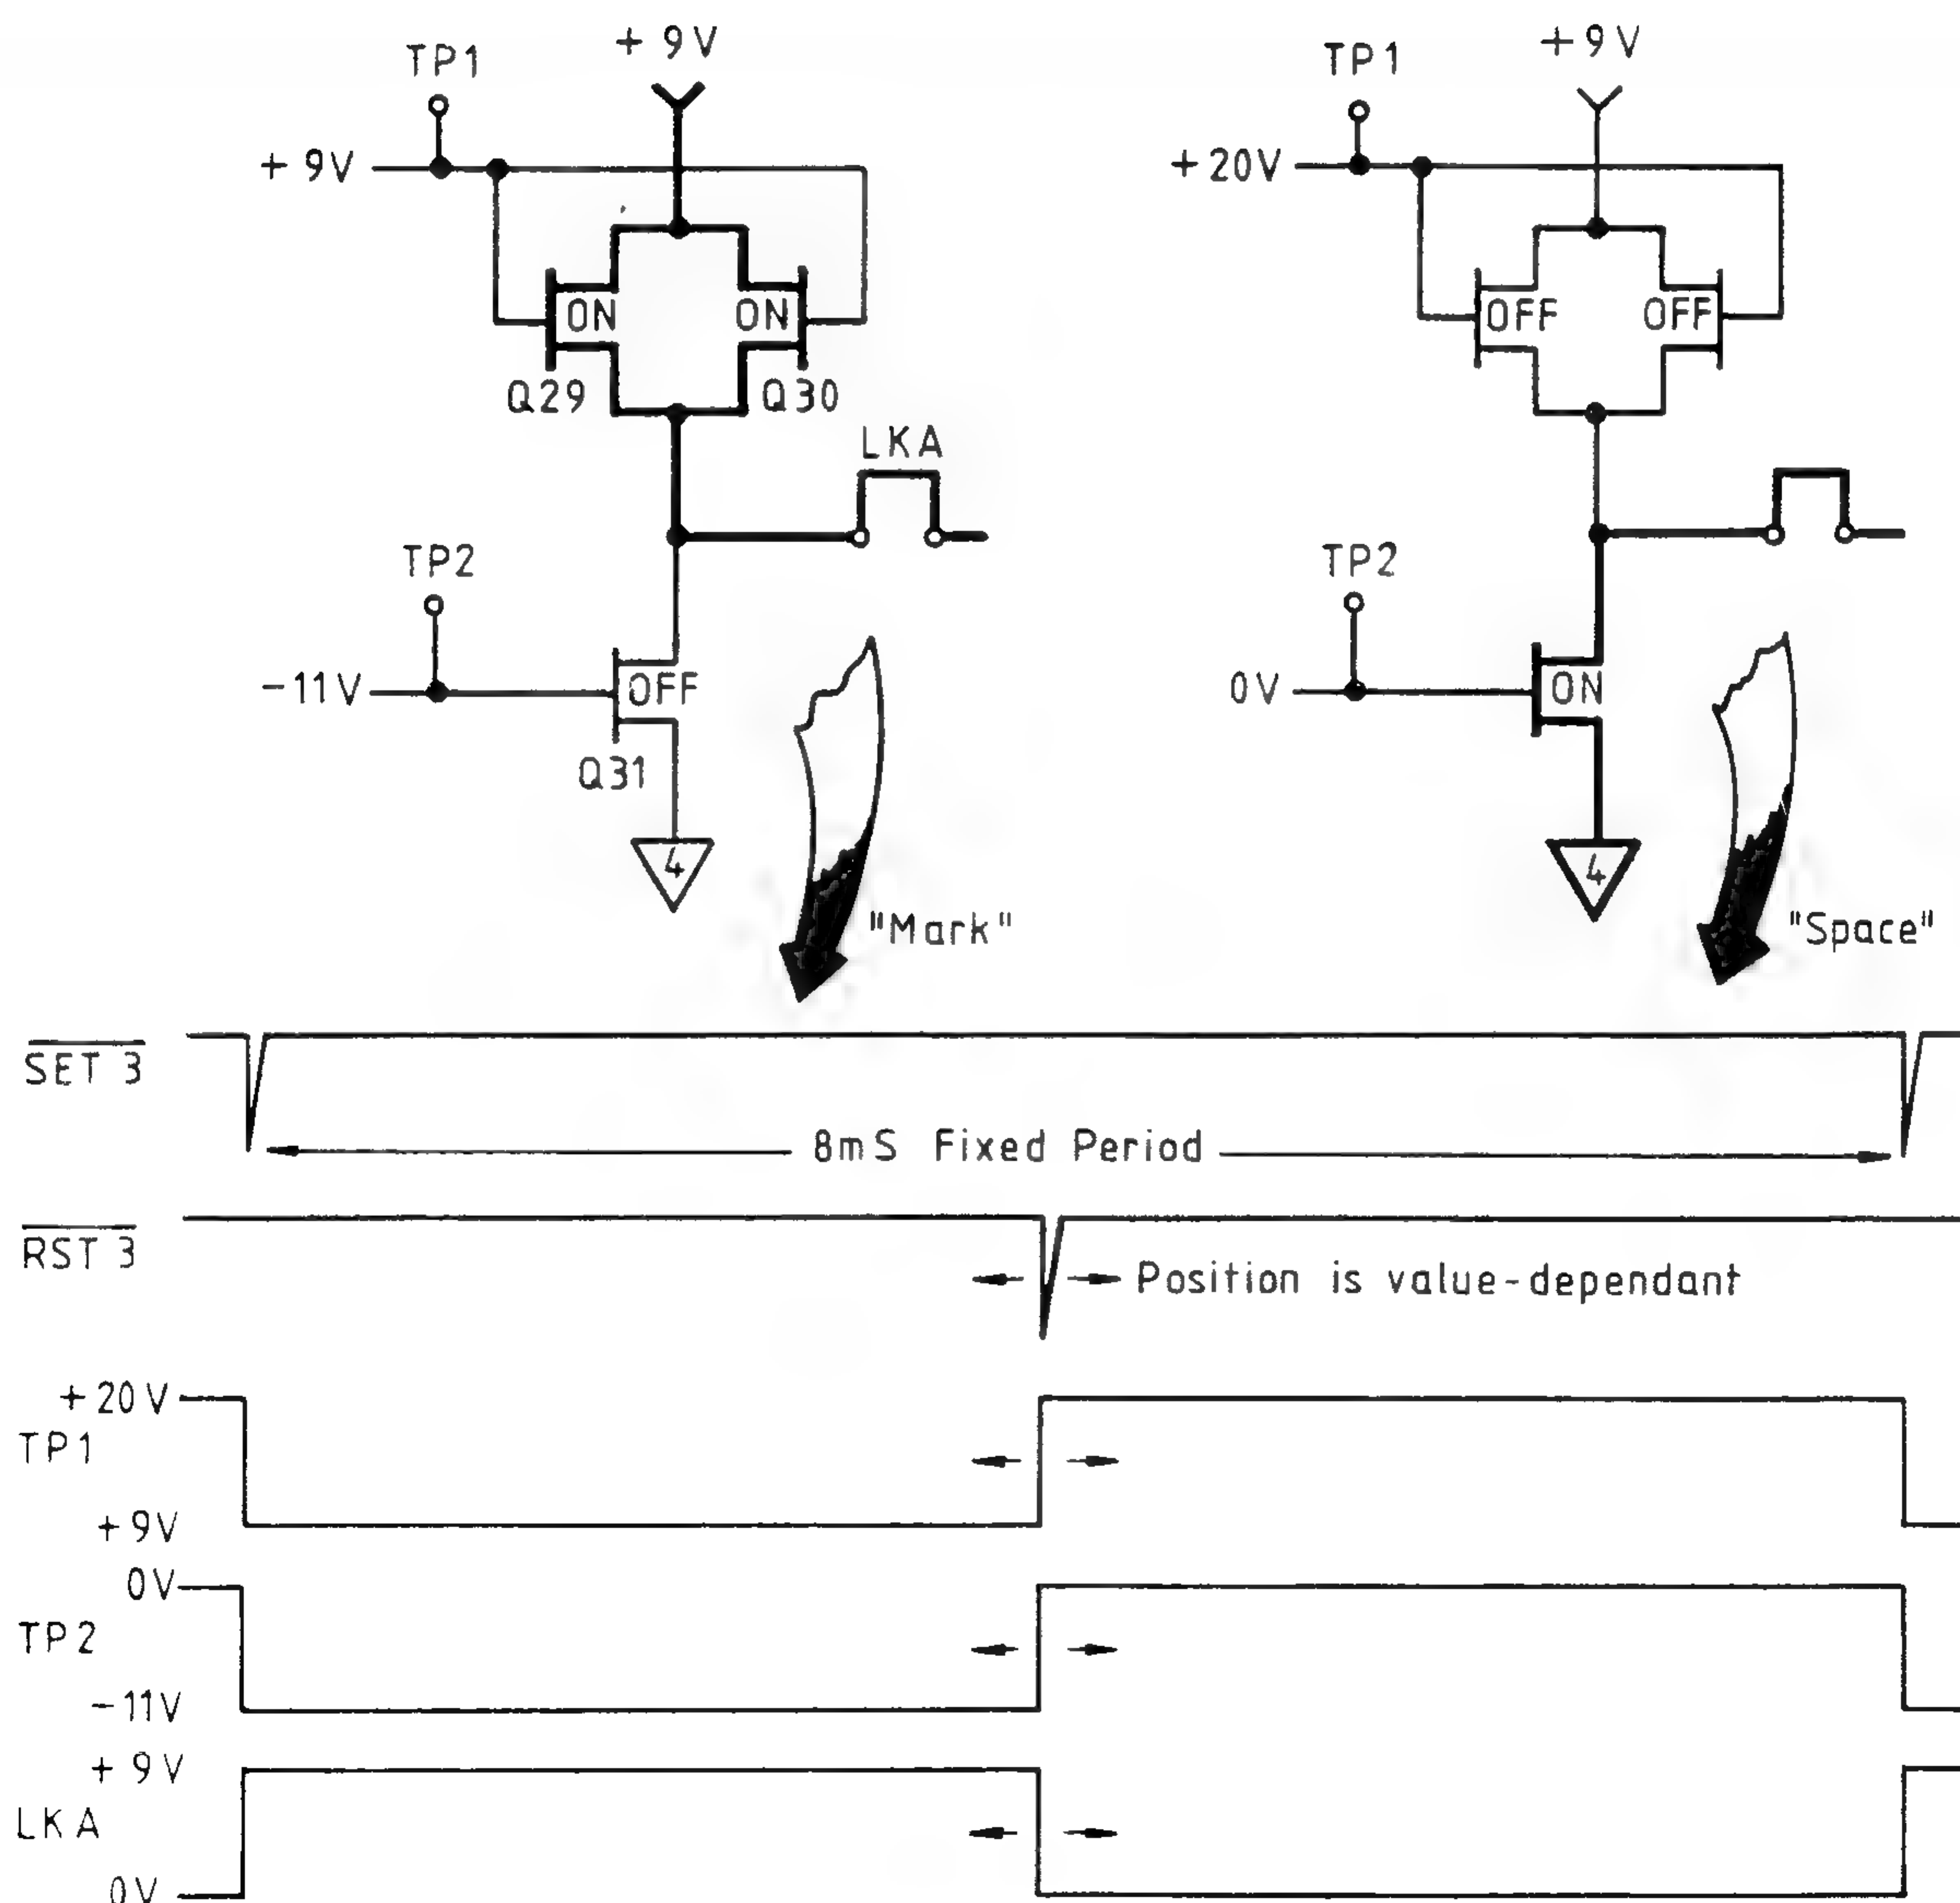 TP1
+ 9V
+ 9V
ON
ON
Q29
Q30
LKA
TP2
-11V
OFF
Q31
4
"Mark"
TP1
+9V
+20V
OFF
OFF
TP2
0V
ON
4
"Space"
SET 3
8mS Fixed Period
RST 3
Position is value-dependant
+20V
TP1
+9V
0V
TP2
-11V
+9V
LKA
0V